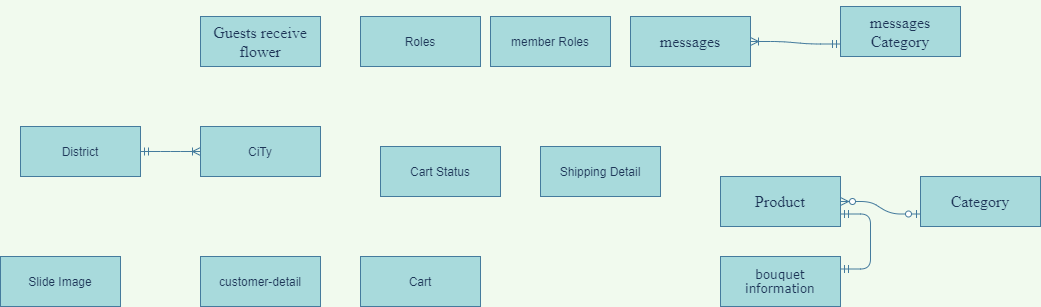 Guests receive
flower
Roles
member Roles
messages
messages
Category
District
CiTy
Cart Status
Shipping Detail
Product
Category
Slide Image
customer-detail
Cart
bouquet
information